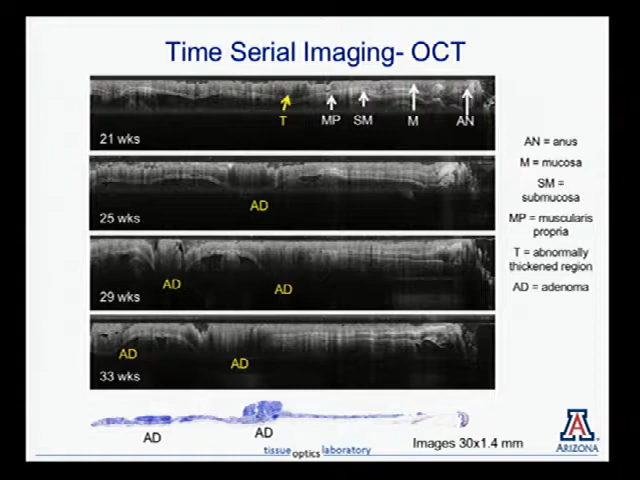 Time Serial Imaging- OCT
T
MP
SM
M
AN
21 wks
AD
25 wks
AD
AD
29 wks
AD
AD
33 wks
AD
AD
AN = anus
M = mucosa
SM =
submucosa
MP = muscularis
propria
T = abnormally
thickened region
AD = adenoma
Images 30x1.4 mm
tissue optics laboratory
A
ARIZONA